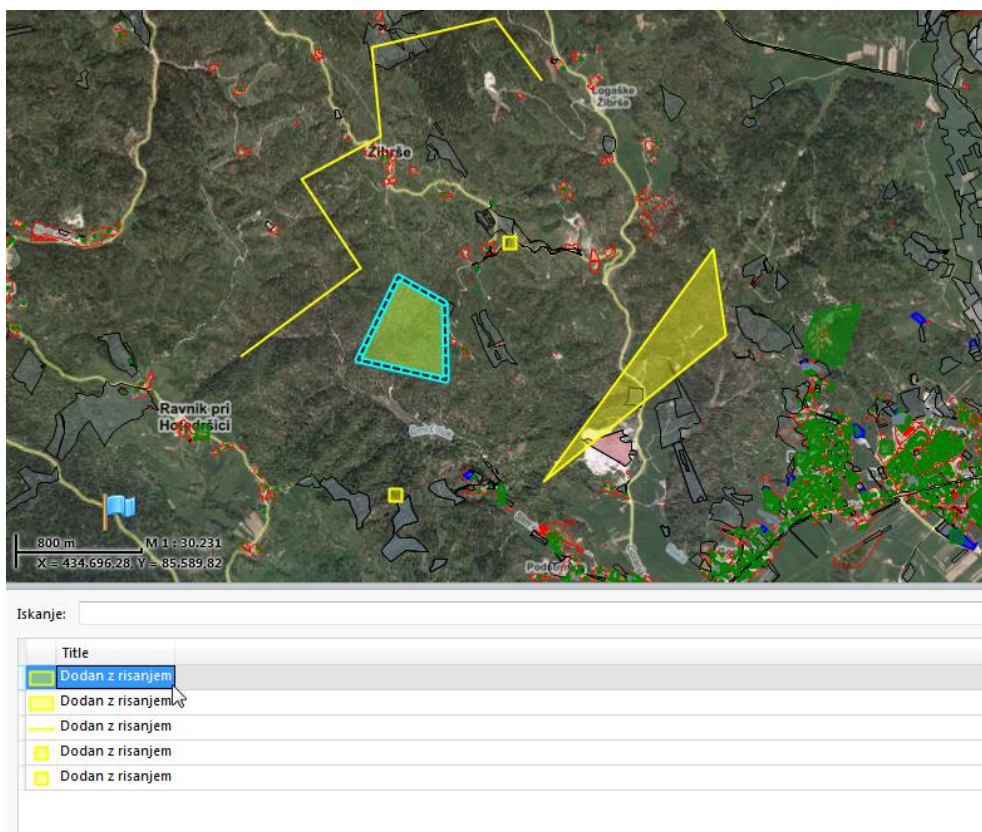 Logaške
Žibrše
Žibrše
Ravnik pri
Hotedršici
800 m
M 1 : 30.231
X = 434.696,28, Y = 85.589,82
Iskanje:
Title
Dodan z risanjem
Dodan z risanjem
Dodan z risanjem
Dodan z risanjem
Dodan z risanjem